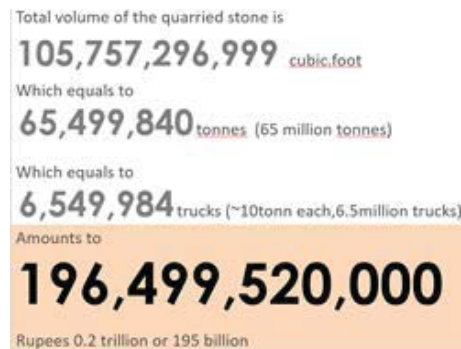 Total volume of the quarried stone is
105,757,296,999 cubic.foot
Which equals to
65,499,840 tonnes (65 million tonnes)
Which equals to
6,549,984 trucks (~10tonn each,6.5million trucks)
Amounts to
196,499,520,000
Rupees 0.2 trillion or 195 billion